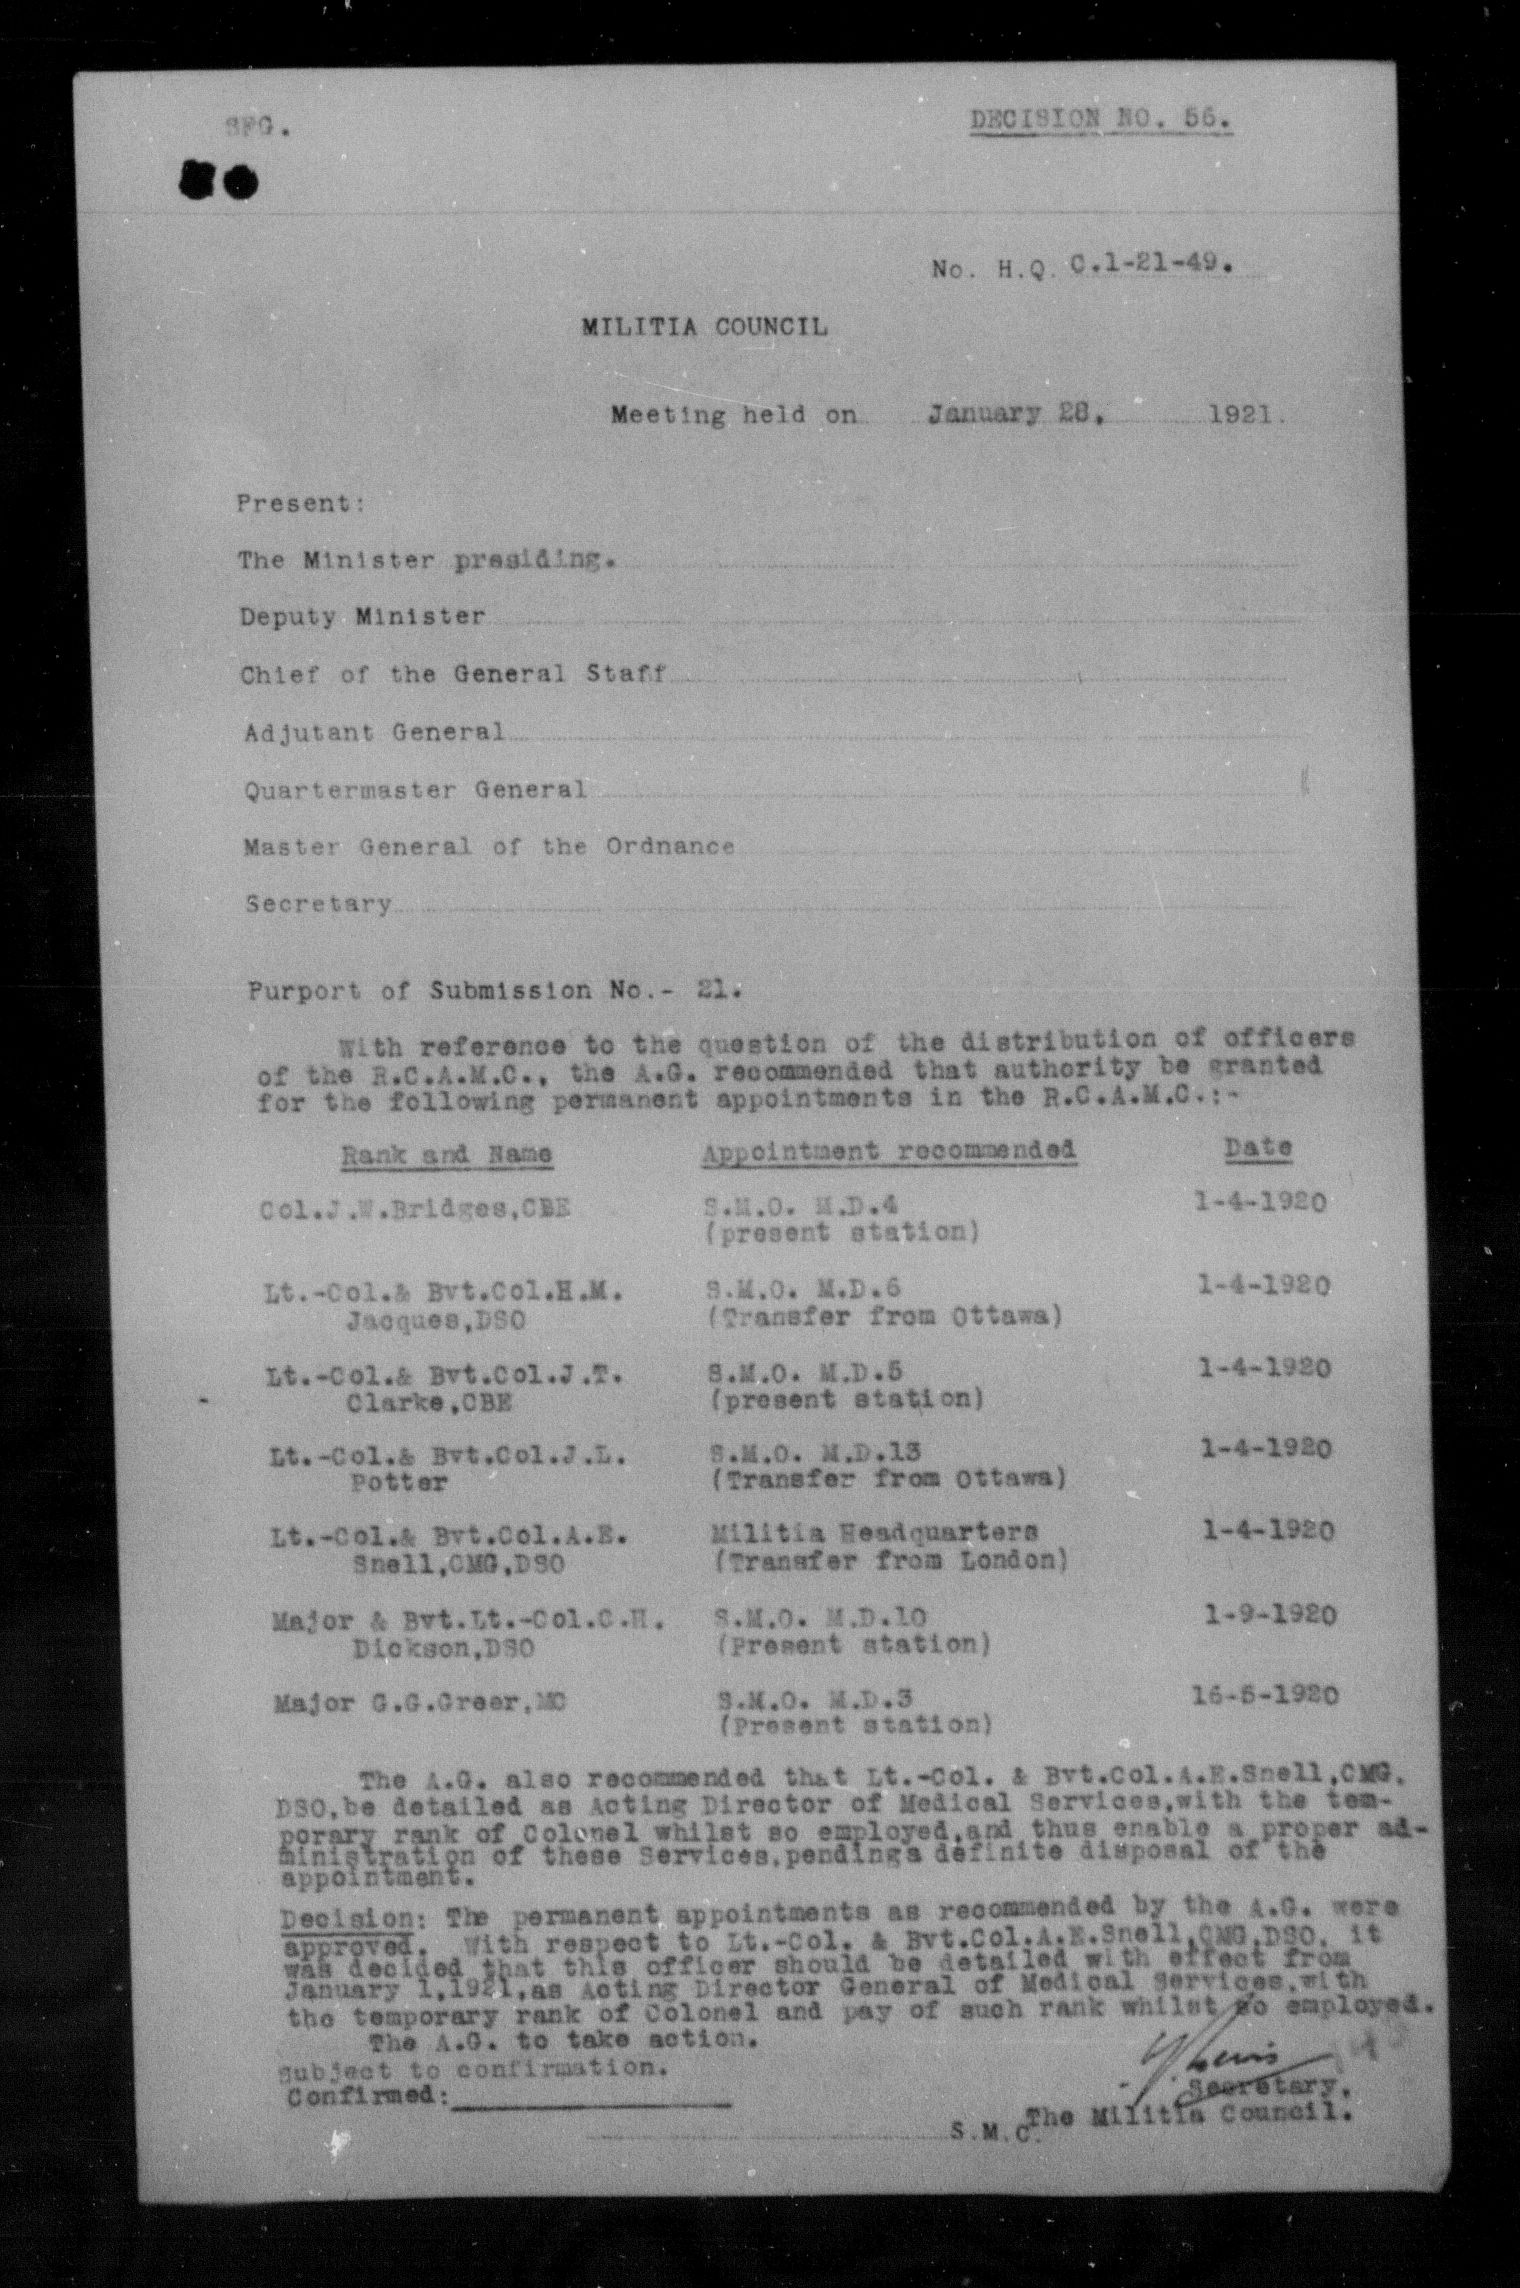 SFG.
DECISION NO. 56.
No. H.Q. C.1-21-49.
MILITIA COUNCIL
Meeting held on January 28, 1921.
Present:
The Minister presiding.
Deputy Minister
Chief of the General Staff
Adjutant General
Quartermaster General
Master General of the Ordnance
Secretary
Purport of Submission No.- 21.
With reference to the question of the distribution of officers
of the R.C.A.M.C., the A.G. recommended that authority be granted
for the following permanent appointments in the R.C.A.M.C.:-
Rank and Name Appointment recommended Date
Col.J.W.Bridges,CBE S.M.O. M.D.4 1-4-1920
(present station)
Lt.-Col.& Bvt.Col.H.M. S.M.O. M.D.6 1-4-1920
Jacques,DSO (Transfer from Ottawa)
Lt.-Col.& Bvt.Col.J.T. S.M.O. M.D.5 1-4-1920
Clarke,CBE (present station)
Lt.-Col.& Bvt.Col.J.L. S.M.O. M.D.13 1-4-1920
Potter (Transfer from Ottawa)
Lt.-Col.& Bvt.Col.A.E. Militia Headquarters 1-4-1920
Snell,CMG,DSO (Transfer from London)
Major & Bvt.Lt.-Col.C.H. S.M.O. M.D.10 1-9-1920
Dickson,DSO (Present station)
Major G.G.Greer,MC S.M.O. M.D.3 16-5-1920
(Present station)
The A.G. also recommended that Lt.-Col. & Bvt.Col.A.E.Snell,CMG,
DSO,be detailed as Acting Director of Medical Services,with the tem-
porary rank of Colonel whilst so employed,and thus enable a proper ad-
ministration of these Services,pendinga definite disposal of the
appointment.
Decision: The permanent appointments as recommended by the A.G. were
approved. With respect to Lt.-Col. & Bvt.Col.A.E.Snell,CMG,DSO, it
was decided that this officer should be detailed with effect from
January 1,1921,as Acting Director General of Medical Services,with
the temporary rank of Colonel and pay of such rank whilst so employed.
The A.G. to take action.
Subject to confirmation.
Confirmed:
Secretary,
The Militia Council.
S.M.C.